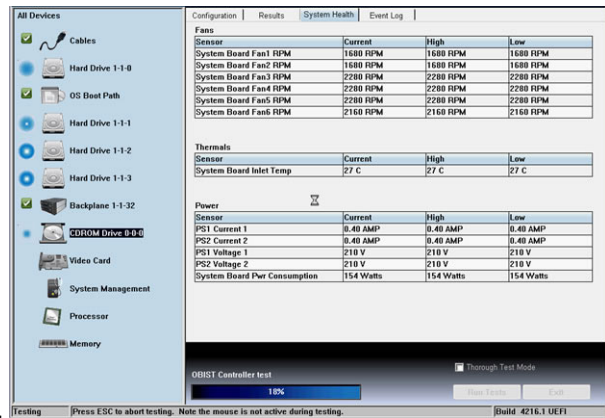 All Devices
Configuration Results System Health Event Log
Cables
Hard Drive 1-1-0
OS Boot Path
Hard Drive 1-1-1
Hard Drive 1-1-2
Hard Drive 1-1-3
Backplane 1-1-32
CDROM Drive 0-0-0
Video Card
System Management
Processor
Memory
Fans
Sensor Current High Low
System Board Fan1 RPM 1680 RPM 1680 RPM 1680 RPM
System Board Fan2 RPM 1680 RPM 1680 RPM 1680 RPM
System Board Fan3 RPM 2280 RPM 2280 RPM 2280 RPM
System Board Fan4 RPM 2280 RPM 2280 RPM 2280 RPM
System Board Fan5 RPM 2280 RPM 2280 RPM 2280 RPM
System Board Fan6 RPM 2160 RPM 2160 RPM 2160 RPM
Thermals
Sensor Current High Low
System Board Inlet Temp 27 C 27 C 27 C
Power
Sensor Current High Low
PS1 Current 1 0.40 AMP 0.40 AMP 0.40 AMP
PS2 Current 2 0.40 AMP 0.40 AMP 0.40 AMP
PS1 Voltage 1 210 V 210 V 210 V
PS2 Voltage 2 210 V 210 V 210 V
System Board Pwr Consumption 154 Watts 154 Watts 154 Watts
OBIST Controller test
18%
Thorough Test Mode
Run Tests Exit
Testing Press ESC to abort testing. Note the mouse is not active during testing. Build 4216.1 UEFI